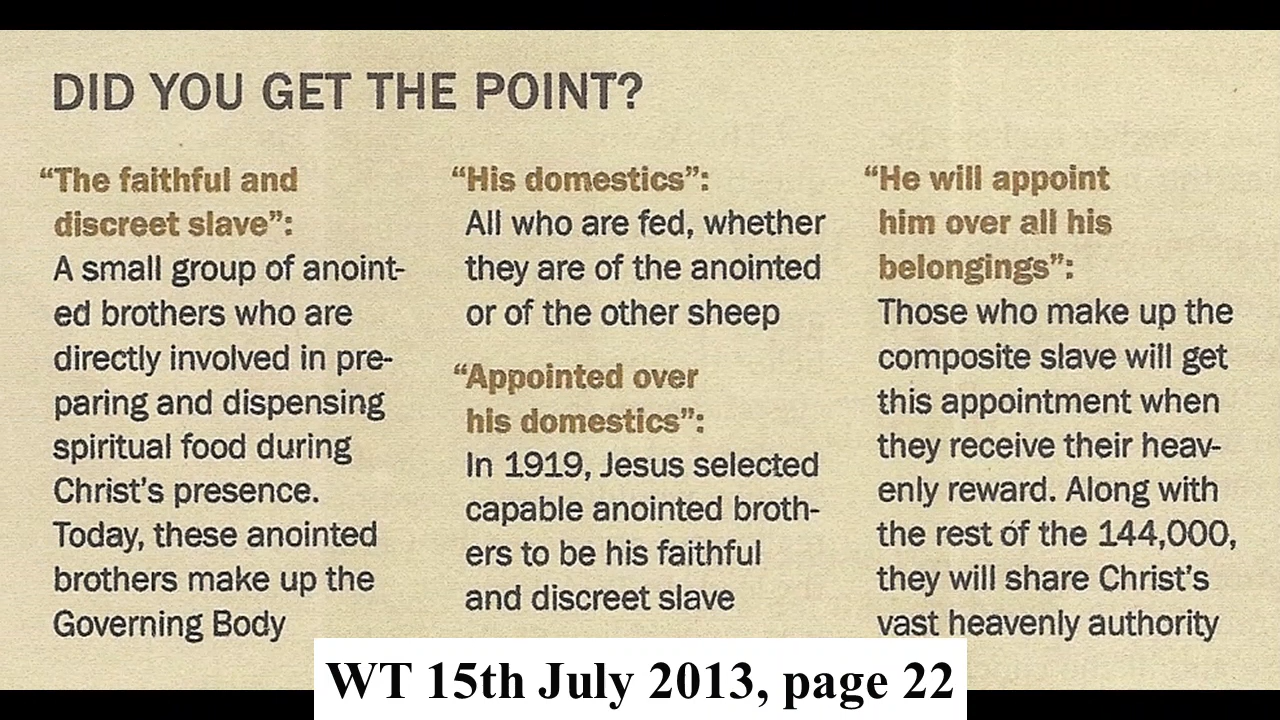 DID YOU GET THE POINT?
“The faithful and
discreet slave”:
A small group of anoint-
ed brothers who are
directly involved in pre-
paring and dispensing
spiritual food during
Christ’s presence.
Today, these anointed
brothers make up the
Governing Body
“His domestics”:
All who are fed, whether
they are of the anointed
or of the other sheep
“Appointed over
his domestics”:
In 1919, Jesus selected
capable anointed broth-
ers to be his faithful
and discreet slave
“He will appoint
him over all his
belongings”:
Those who make up the
composite slave will get
this appointment when
they receive their heav-
enly reward. Along with
the rest of the 144,000,
they will share Christ’s
vast heavenly authority
WT 15th July 2013, page 22